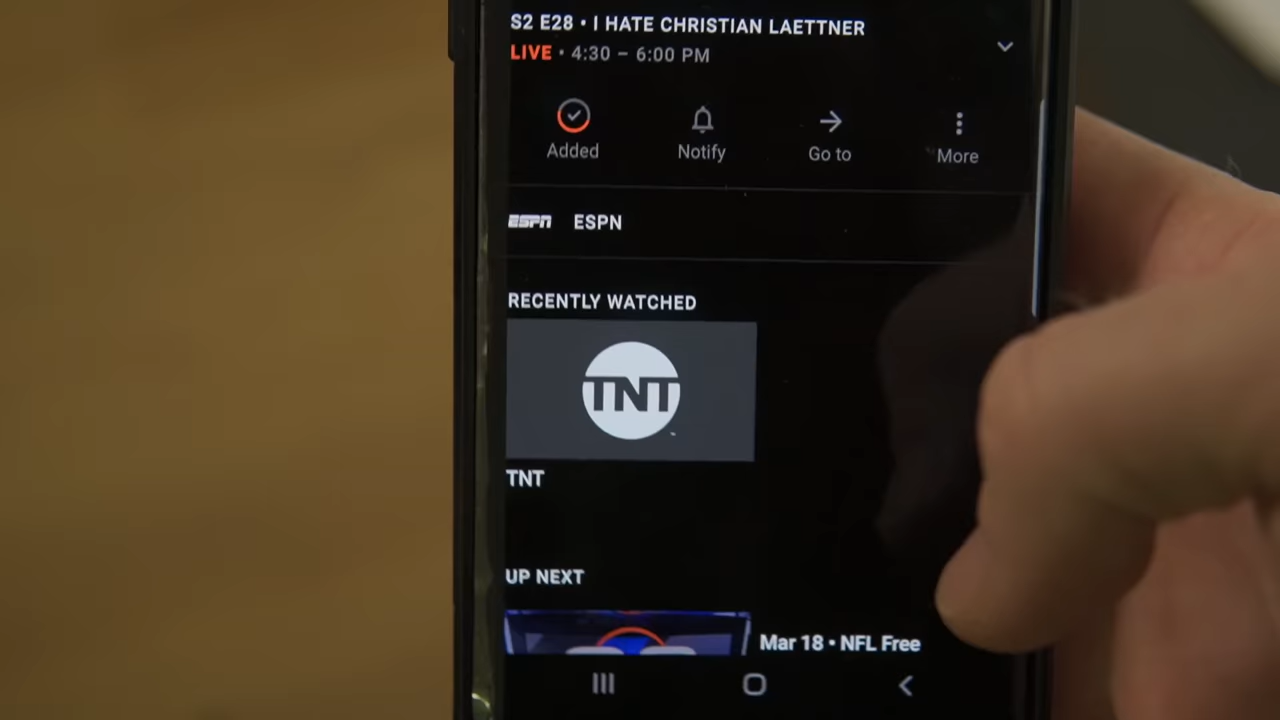 S2 E28 • I HATE CHRISTIAN LAETTNER
LIVE • 4:30 – 6:00 PM
Added
Notify
Go to
More
ESPN ESPN
RECENTLY WATCHED
TNT
TNT
UP NEXT
Mar 18 • NFL Free